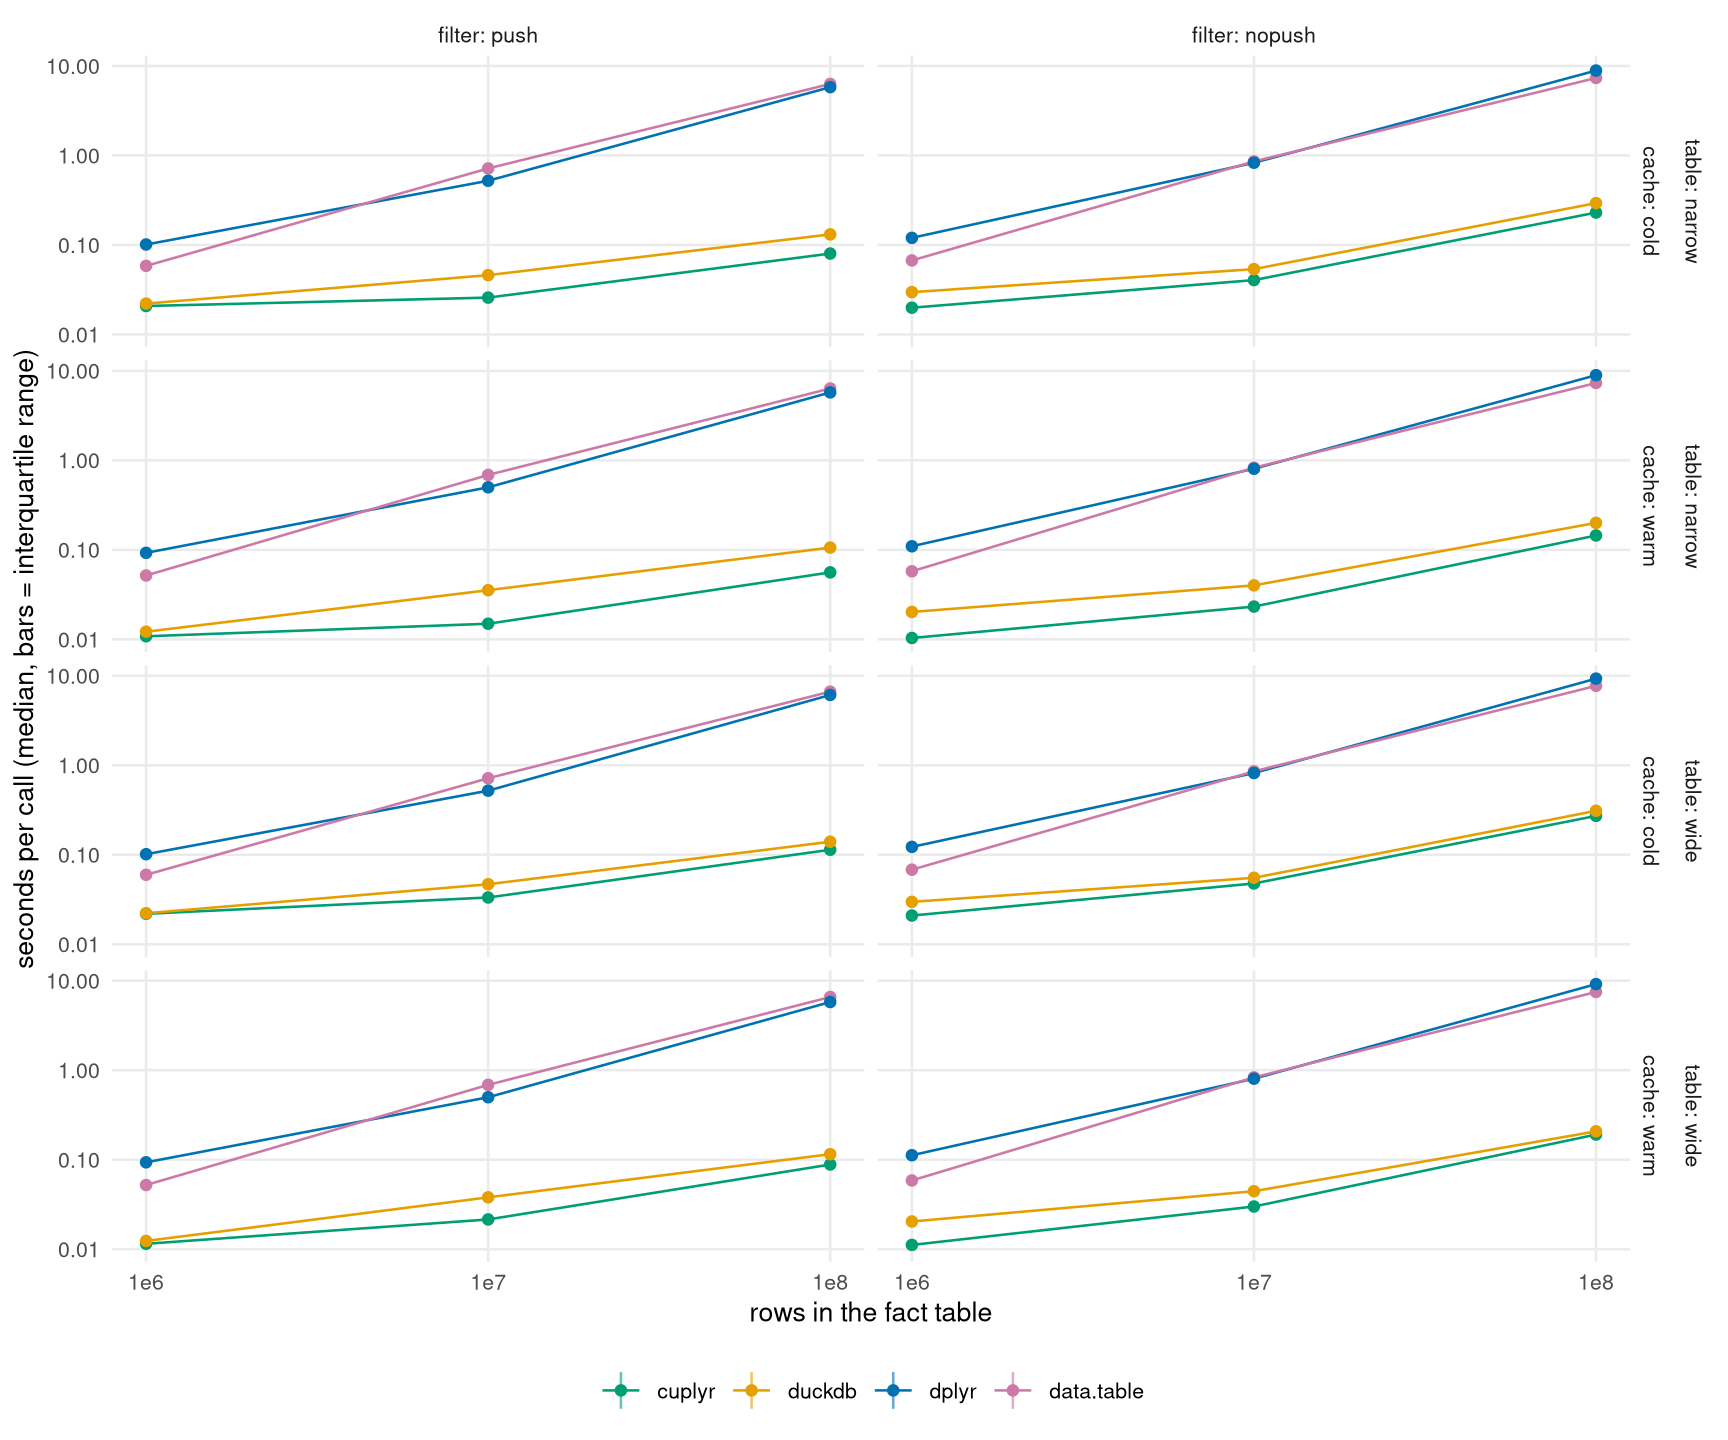 filter: push
filter: nopush
10.00
1.00
0.10
0.01
table: narrow
cache: cold
10.00
1.00
0.10
0.01
table: narrow
cache: warm
10.00
1.00
0.10
0.01
table: wide
cache: cold
10.00
1.00
0.10
0.01
table: wide
cache: warm
seconds per call (median, bars = interquartile range)
1e6
1e7
1e8
1e6
1e7
1e8
rows in the fact table
cuplyr
duckdb
dplyr
data.table